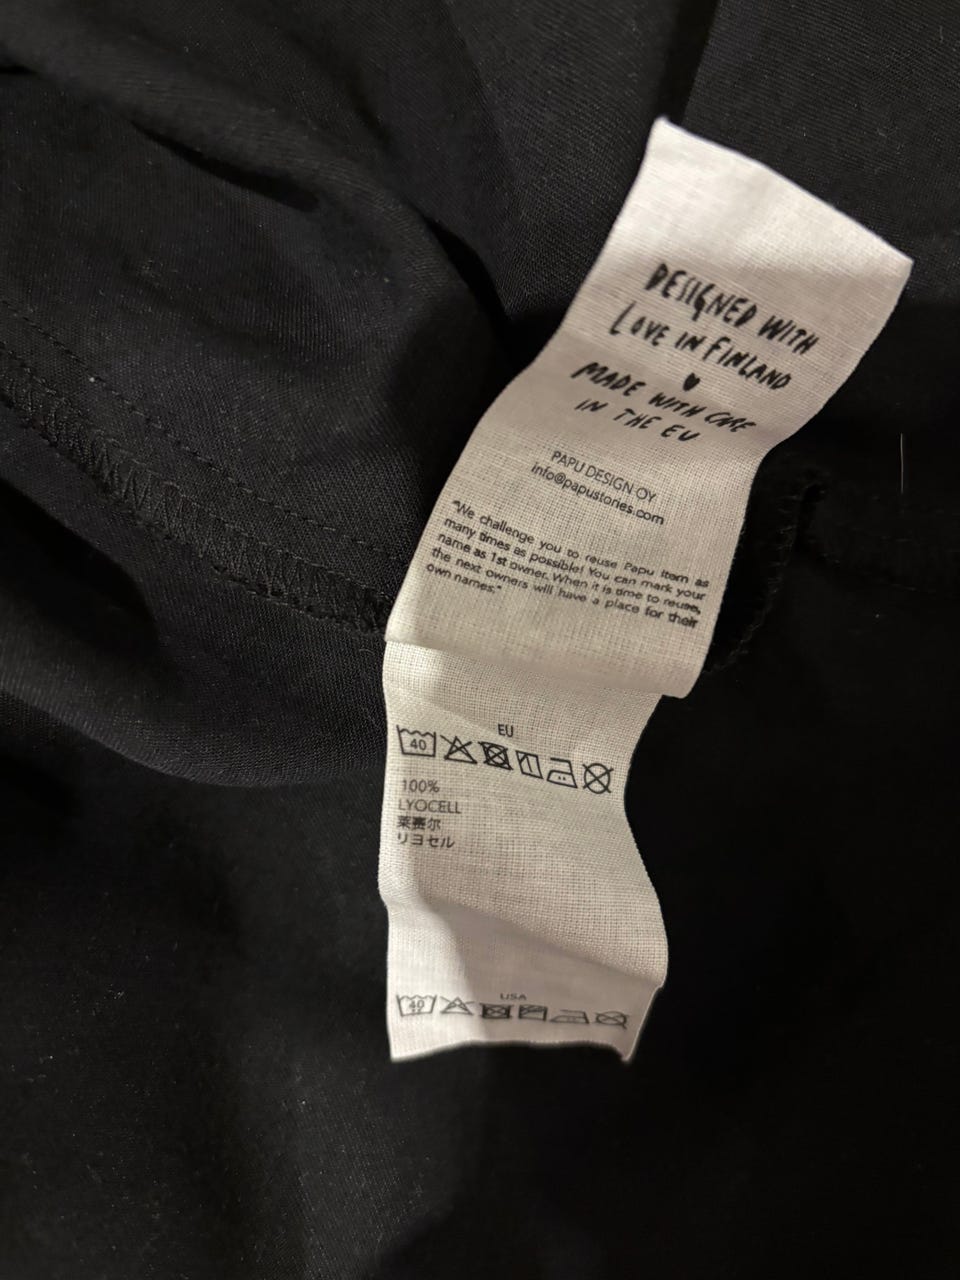 DESIGNED WITH
LOVE IN FINLAND
MADE WITH CARE
IN THE EU
PAPU DESIGN OY
info@papustories.com
"We challenge you to reuse Papu Item as
many times as possible! You can mark your
name as 1st owner. When it is time to reuse,
the next owners will have a place for their
own names."
EU
40
100%
LYOCELL
莱赛尔
リヨセル
USA
40